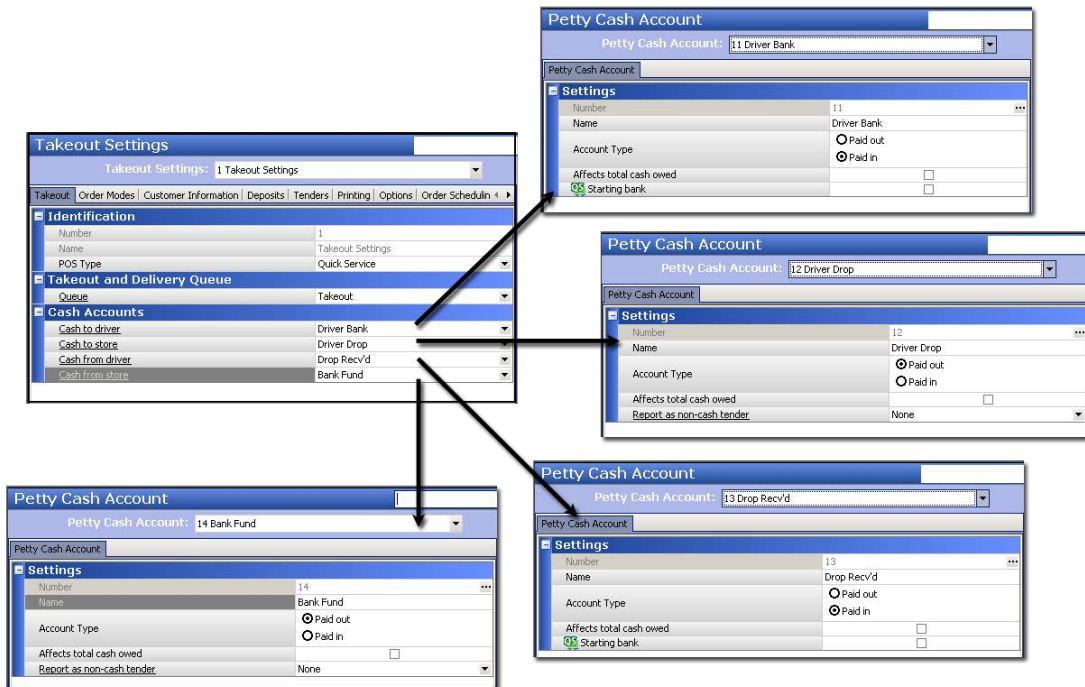 Takeout Settings
Takeout Settings: 1 Takeout Settings
Takeout Order Modes Customer Information Deposits Tenders Printing Options Order Schedulin
Identification
Number 1
Name Takeout Settings
POS Type Quick Service
Takeout and Delivery Queue
Queue Takeout
Cash Accounts
Cash to driver Driver Bank
Cash to store Driver Drop
Cash from driver Drop Recv'd
Cash from store Bank Fund
Petty Cash Account
Petty Cash Account: 11 Driver Bank
Petty Cash Account
Settings
Number 11 ...
Name Driver Bank
Account Type
Paid out
Paid in
Affects total cash owed
QS Starting bank
Petty Cash Account
Petty Cash Account: 12 Driver Drop
Petty Cash Account
Settings
Number 12 ...
Name Driver Drop
Account Type
Paid out
Paid in
Affects total cash owed
Report as non-cash tender None
Petty Cash Account
Petty Cash Account: 13 Drop Recv'd
Petty Cash Account
Settings
Number 13 ...
Name Drop Recv'd
Account Type
Paid out
Paid in
Affects total cash owed
QS Starting bank
Petty Cash Account
Petty Cash Account: 14 Bank Fund
Petty Cash Account
Settings
Number 14 ...
Name Bank Fund
Account Type
Paid out
Paid in
Affects total cash owed
Report as non-cash tender None